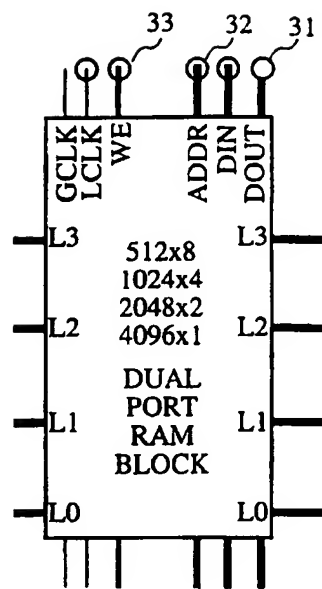 33 32 31
GCLK LCLK WE ADDR DIN DOUT
L3 L3
512x8
1024x4
L2 L2
2048x2
4096x1
DUAL
PORT
L1 L1
RAM
BLOCK
L0 L0